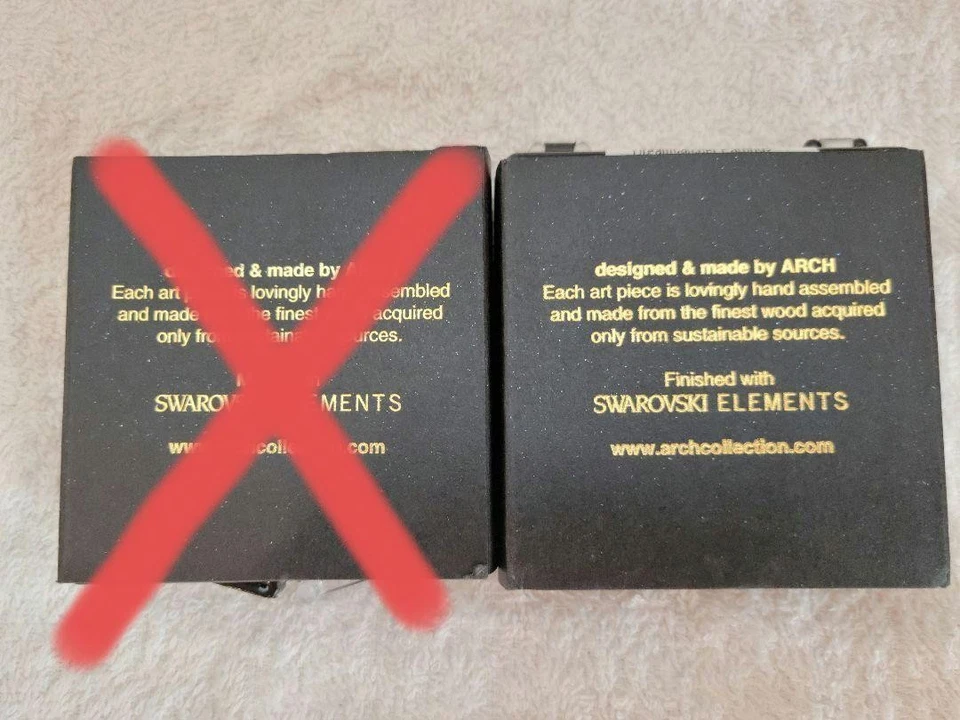 & made by
Each art lovingly
and made the finest acquired
only
designed & made by ARCH
Each art piece is lovingly hand assembled
and made from the finest wood acquired
only from sustainable sources.
Finished with
SWAROVSKI ELEMENTS
www.archcollection.com